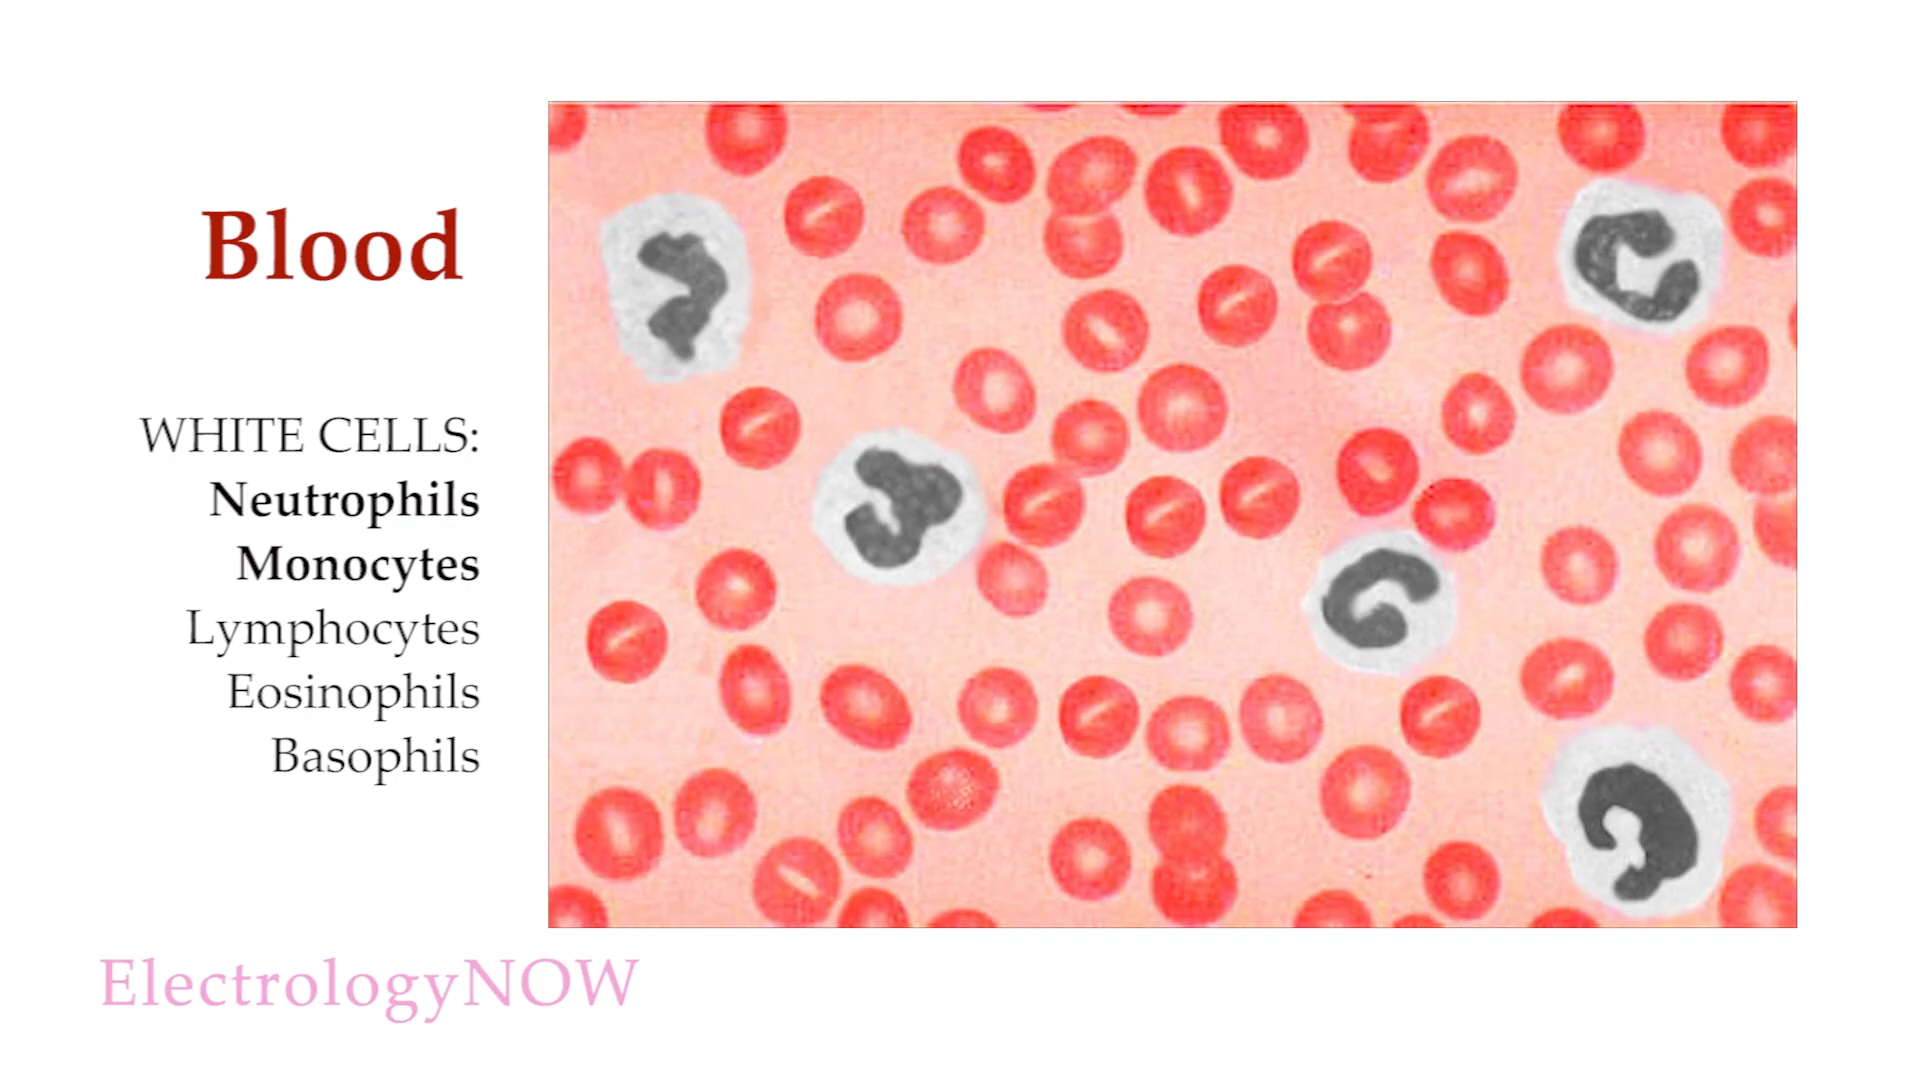 Blood
WHITE CELLS:
Neutrophils
Monocytes
Lymphocytes
Eosinophils
Basophils
ElectrologyNOW